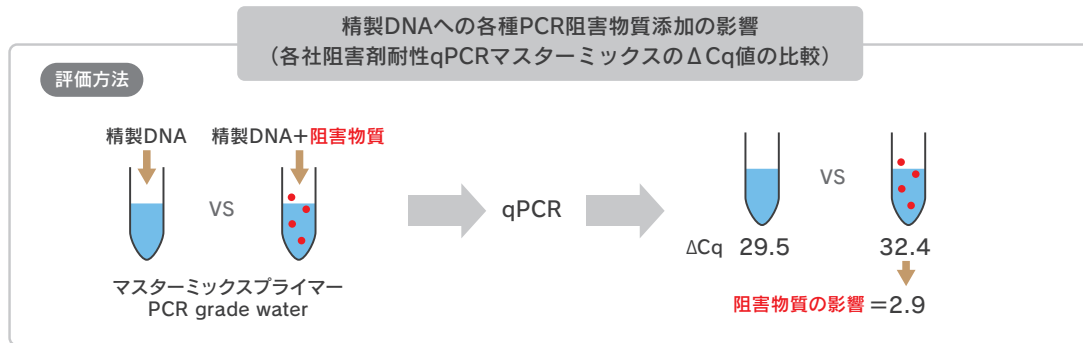 精製DNAへの各種PCR阻害物質添加の影響
（各社阻害剤耐性qPCRマスターミックスのΔCq値の比較）
評価方法
精製DNA
精製DNA+阻害物質
VS
マスターミックスプライマー
PCR grade water
qPCR
VS
ΔCq 29.5
32.4
阻害物質の影響＝2.9